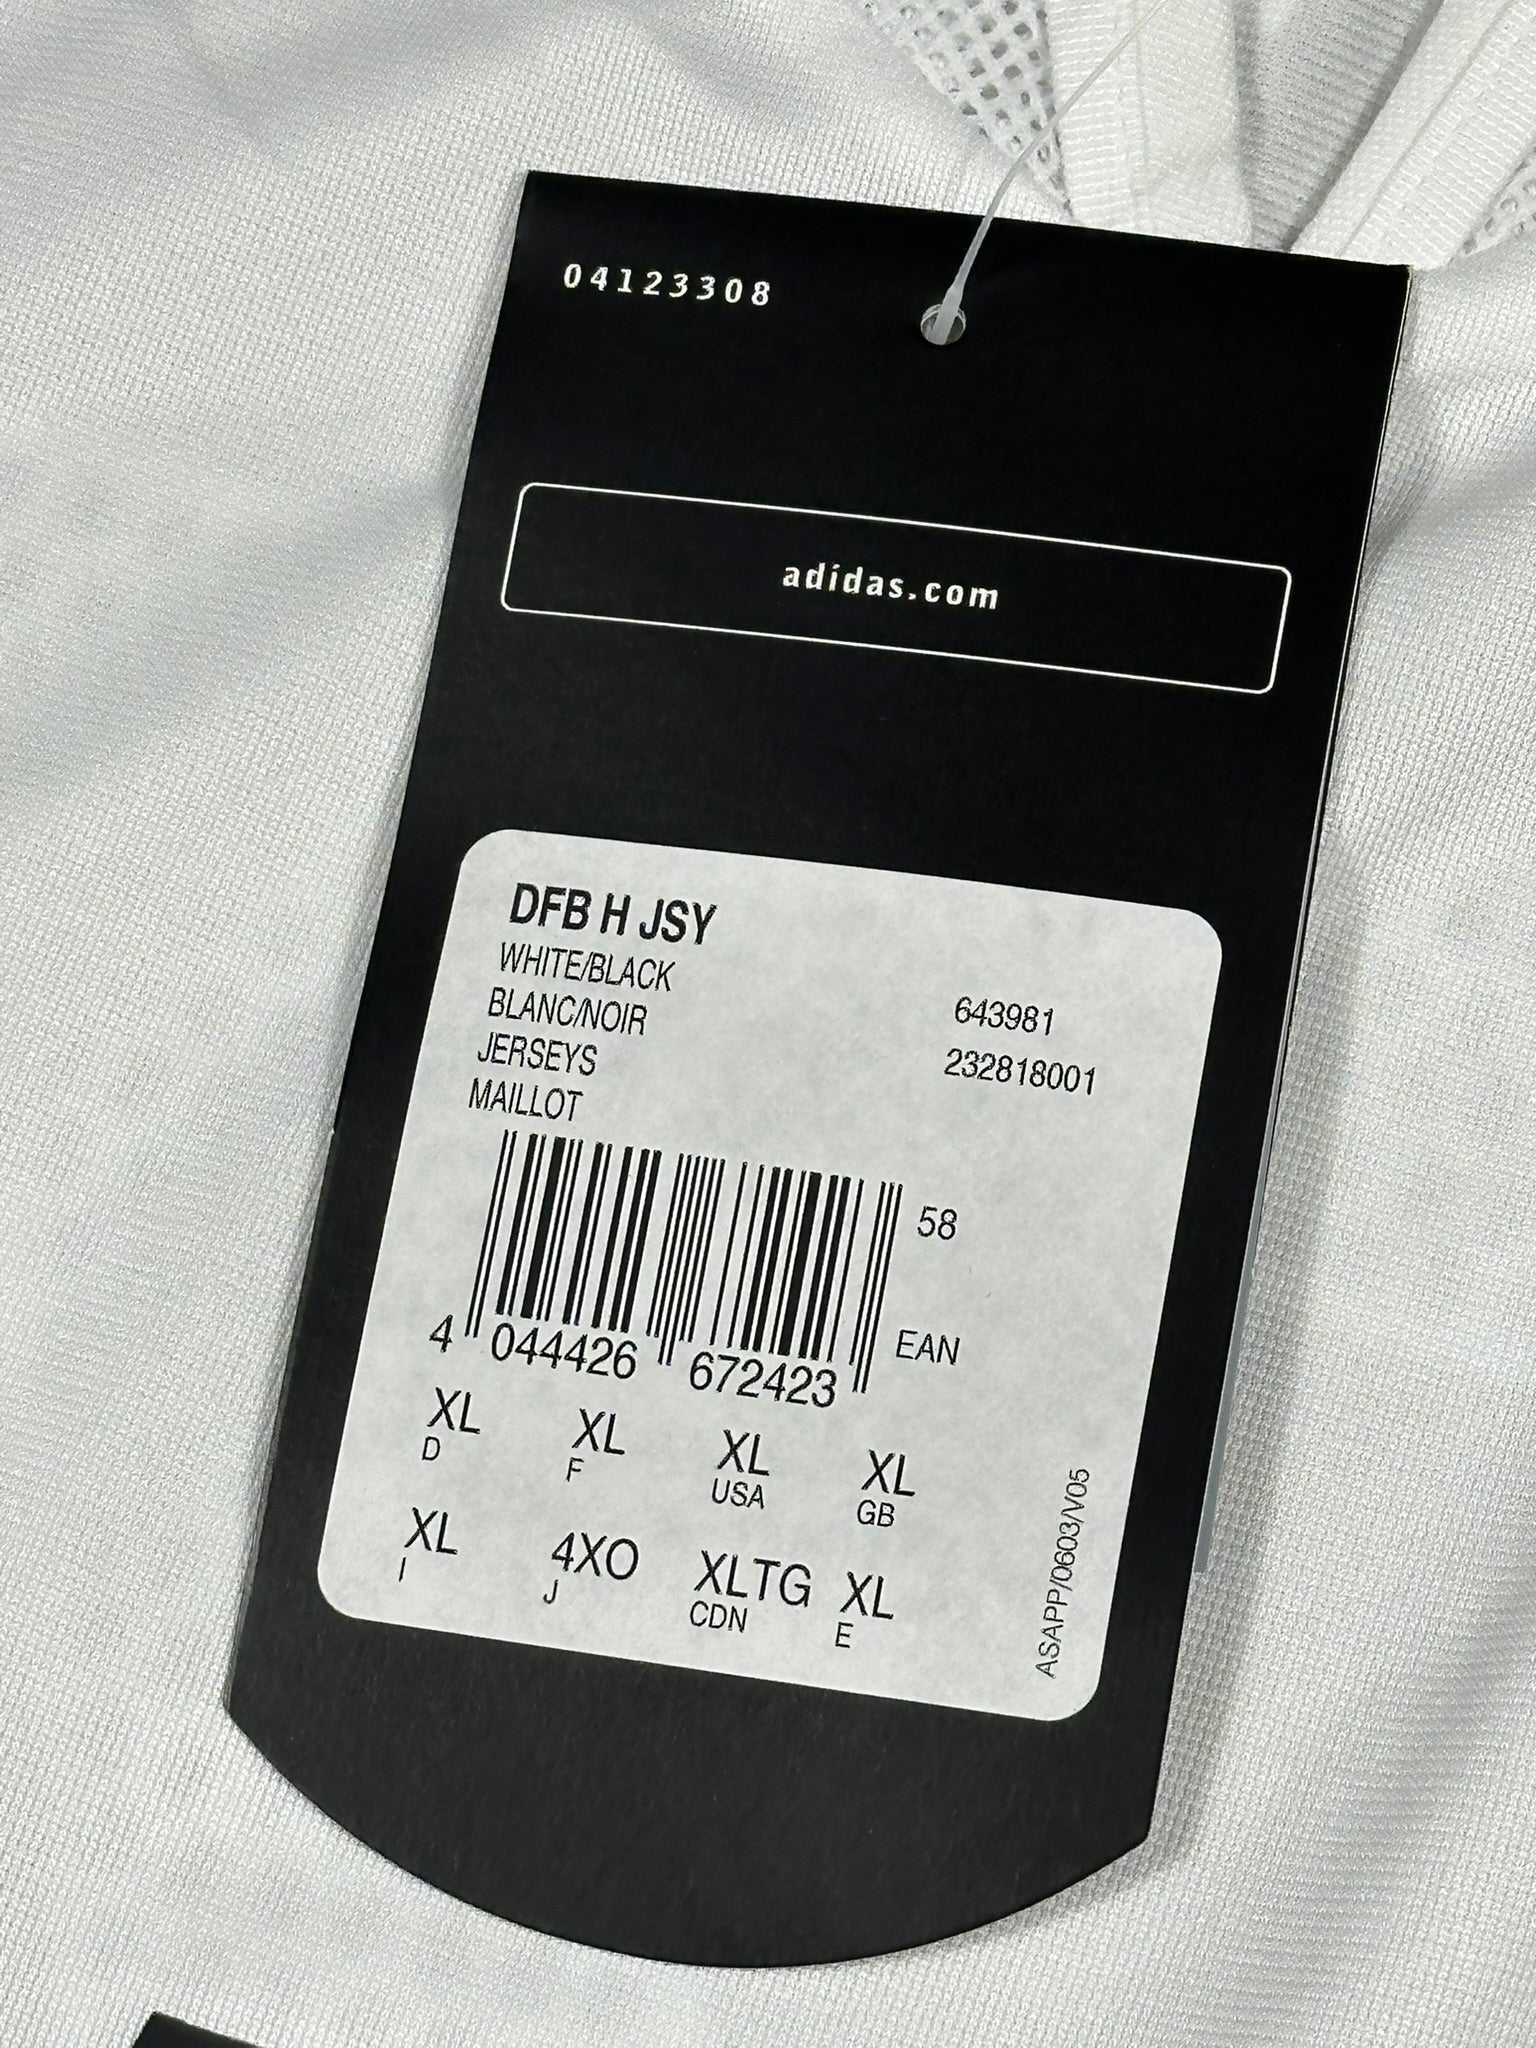 04123308
adidas.com
DFB H JSY
WHITE/BLACK
BLANC/NOIR 643981
JERSEYS 232818001
MAILLOT
58
4 044426 672423 EAN
XL XL XL XL
D F USA GB
XL 4XO XLTG XL
I J CDN E
ASAPP/0603/V05